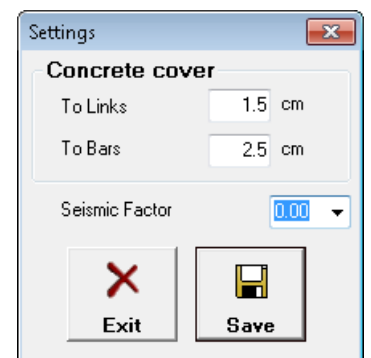 Settings
Concrete cover
To Links 1.5 cm
To Bars 2.5 cm
Seismic Factor 0.00
Exit Save